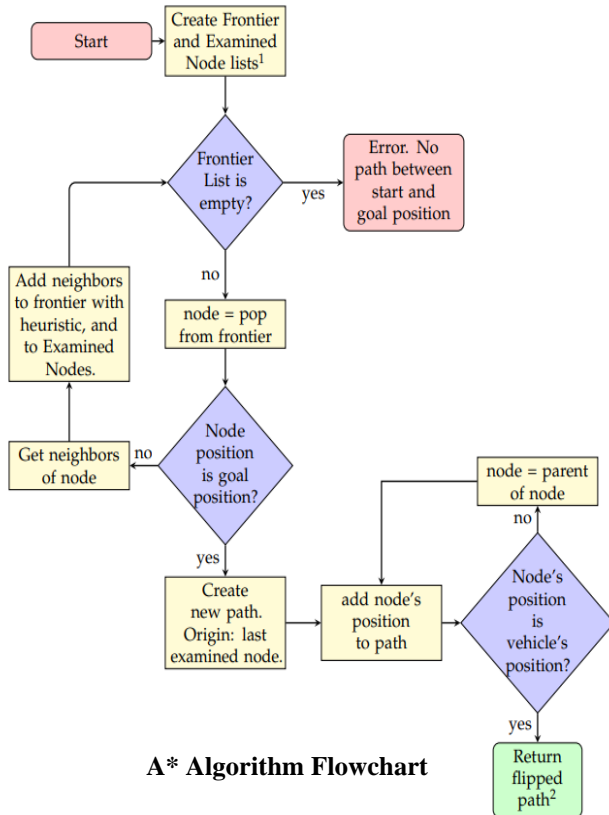 Start
Create Frontier
and Examined
Node lists1
Frontier
List is
empty?
yes
Error. No
path between
start and
goal position
no
Add neighbors
to frontier with
heuristic, and
to Examined
Nodes.
node = pop
from frontier
Get neighbors
of node
no
Node
position
is goal
position?
yes
Create
new path.
Origin: last
examined node.
add node's
position
to path
node = parent
of node
no
Node's
position
is
vehicle's
position?
yes
Return
flipped
path2
A* Algorithm Flowchart